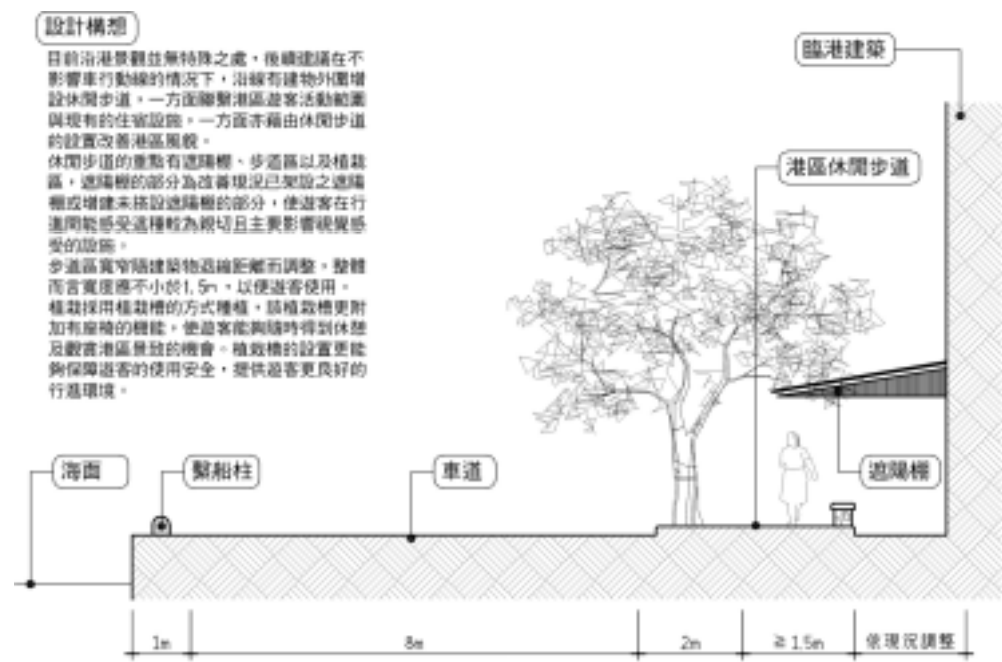 設計構想
目前沿港景觀並無特殊之處，後續建議在不
影響車行動線的情況下，沿線有建物外圍增
設休閒步道，一方面聯繫港區遊客活動範圍
與現有的住宿設施，一方面亦藉由休閒步道
的設置改善港區風貌。
休閒步道的重點有遮陽棚、步道區以及植栽
區，遮陽棚的部分為改善現況已架設之遮陽
棚或增建未搭設遮陽棚的部分，使遊客在行
進間能感受這種較為親切且主要影響視覺感
受的設施。
步道區寬窄隨建築物退縮距離而調整，整體
而言寬度應不小於1.5m，以便遊客使用。
植栽採用植栽槽的方式種植，該植栽槽更附
加有座椅的機能，使遊客能夠隨時得到休憩
及觀賞港區景致的機會。植栽槽的設置更能
夠保障遊客的使用安全，提供遊客更良好的
行進環境。
臨港建築
港區休閒步道
海面
繫船柱
車道
遮陽棚
1m
8m
2m
≧1.5m
依現況調整